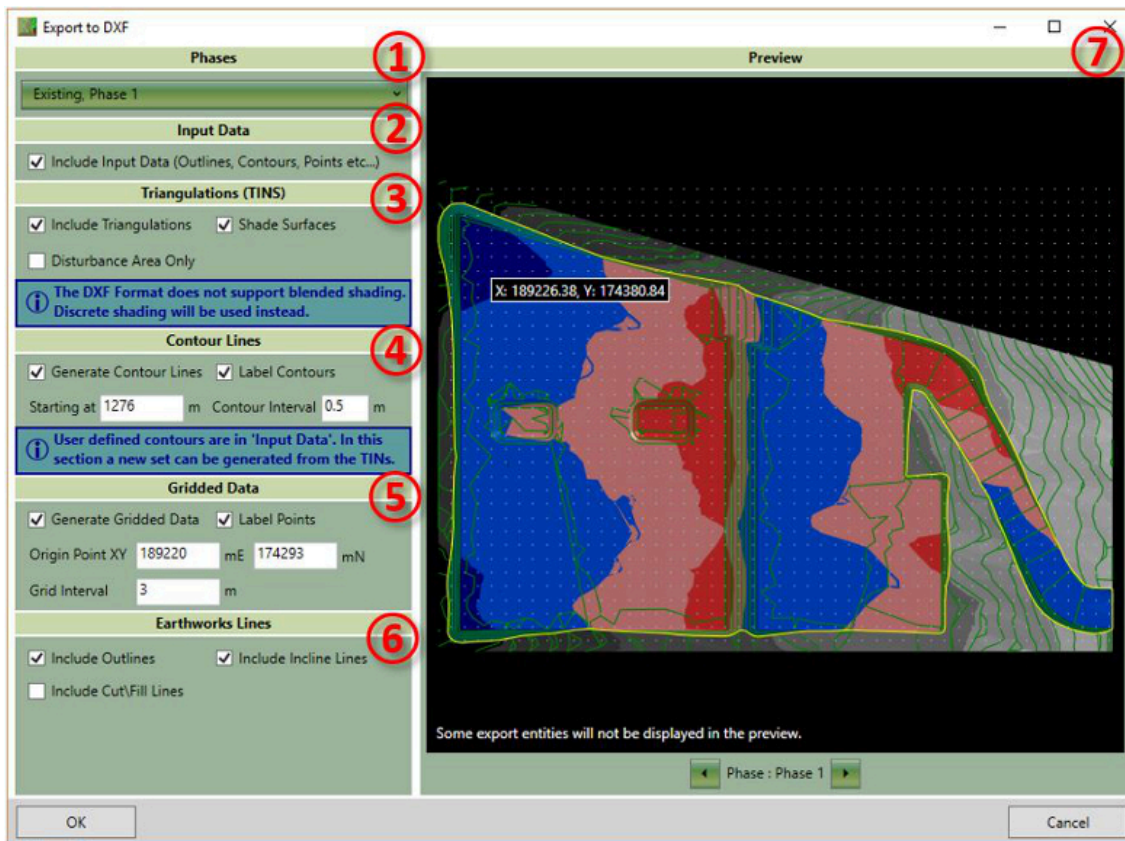 Export to DXF
Phases
1
Existing, Phase 1
2
Input Data
Include Input Data (Outlines, Contours, Points etc...)
Triangulations (TINS)
3
Include Triangulations Shade Surfaces
Disturbance Area Only
The DXF Format does not support blended shading.
Discrete shading will be used instead.
Contour Lines
4
Generate Contour Lines Label Contours
Starting at 1276 m Contour Interval 0.5 m
User defined contours are in 'Input Data'. In this
section a new set can be generated from the TINs.
Gridded Data
5
Generate Gridded Data Label Points
Origin Point XY 189220 mE 174293 mN
Grid Interval 3 m
Earthworks Lines
6
Include Outlines Include Incline Lines
Include Cut\Fill Lines
OK
Preview
7
X: 189226.38, Y: 174380.84
Some export entities will not be displayed in the preview.
Phase : Phase 1
Cancel